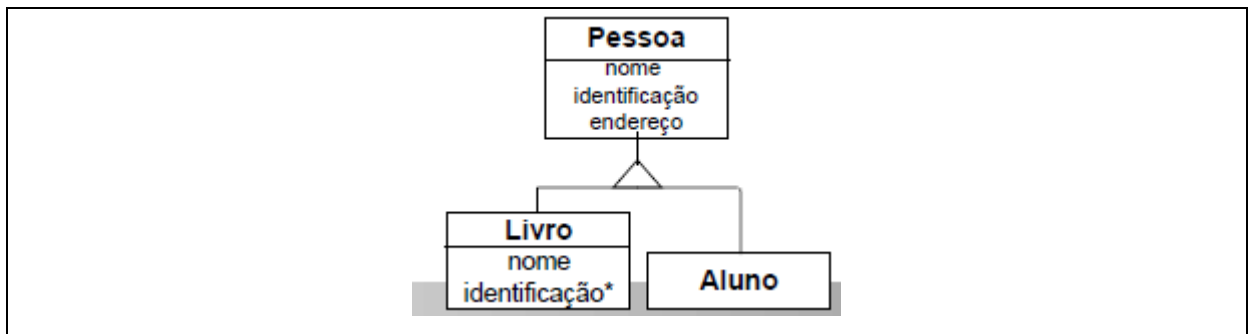 Pessoa
nome
identificação
endereço
Livro
nome
identificação*
Aluno